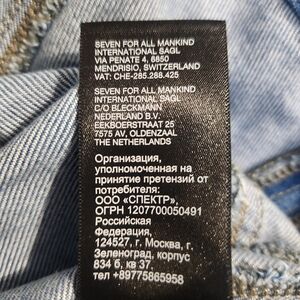 SEVEN FOR ALL MANKIND
INTERNATIONAL SAGL
VIA PENATE 4, 6850
MENDRISIO, SWITZERLAND
VAT: CHE-285.288.425
SEVEN FOR ALL MANKIND
INTERNATIONAL SAGL
C/O BLECKMANN
NEDERLAND B.V.
EEKBOERSTRAAT 25
7575 AV, OLDENZAAL
THE NETHERLANDS
Организация,
уполномоченная на
принятие претензий от
потребителя:
ООО «СПЕКТР»,
ОГРН 1207700050491
Российская
Федерация,
124527, г. Москва, г.
Зеленоград, корпус
834 б, кв 37.
тел +89775865958